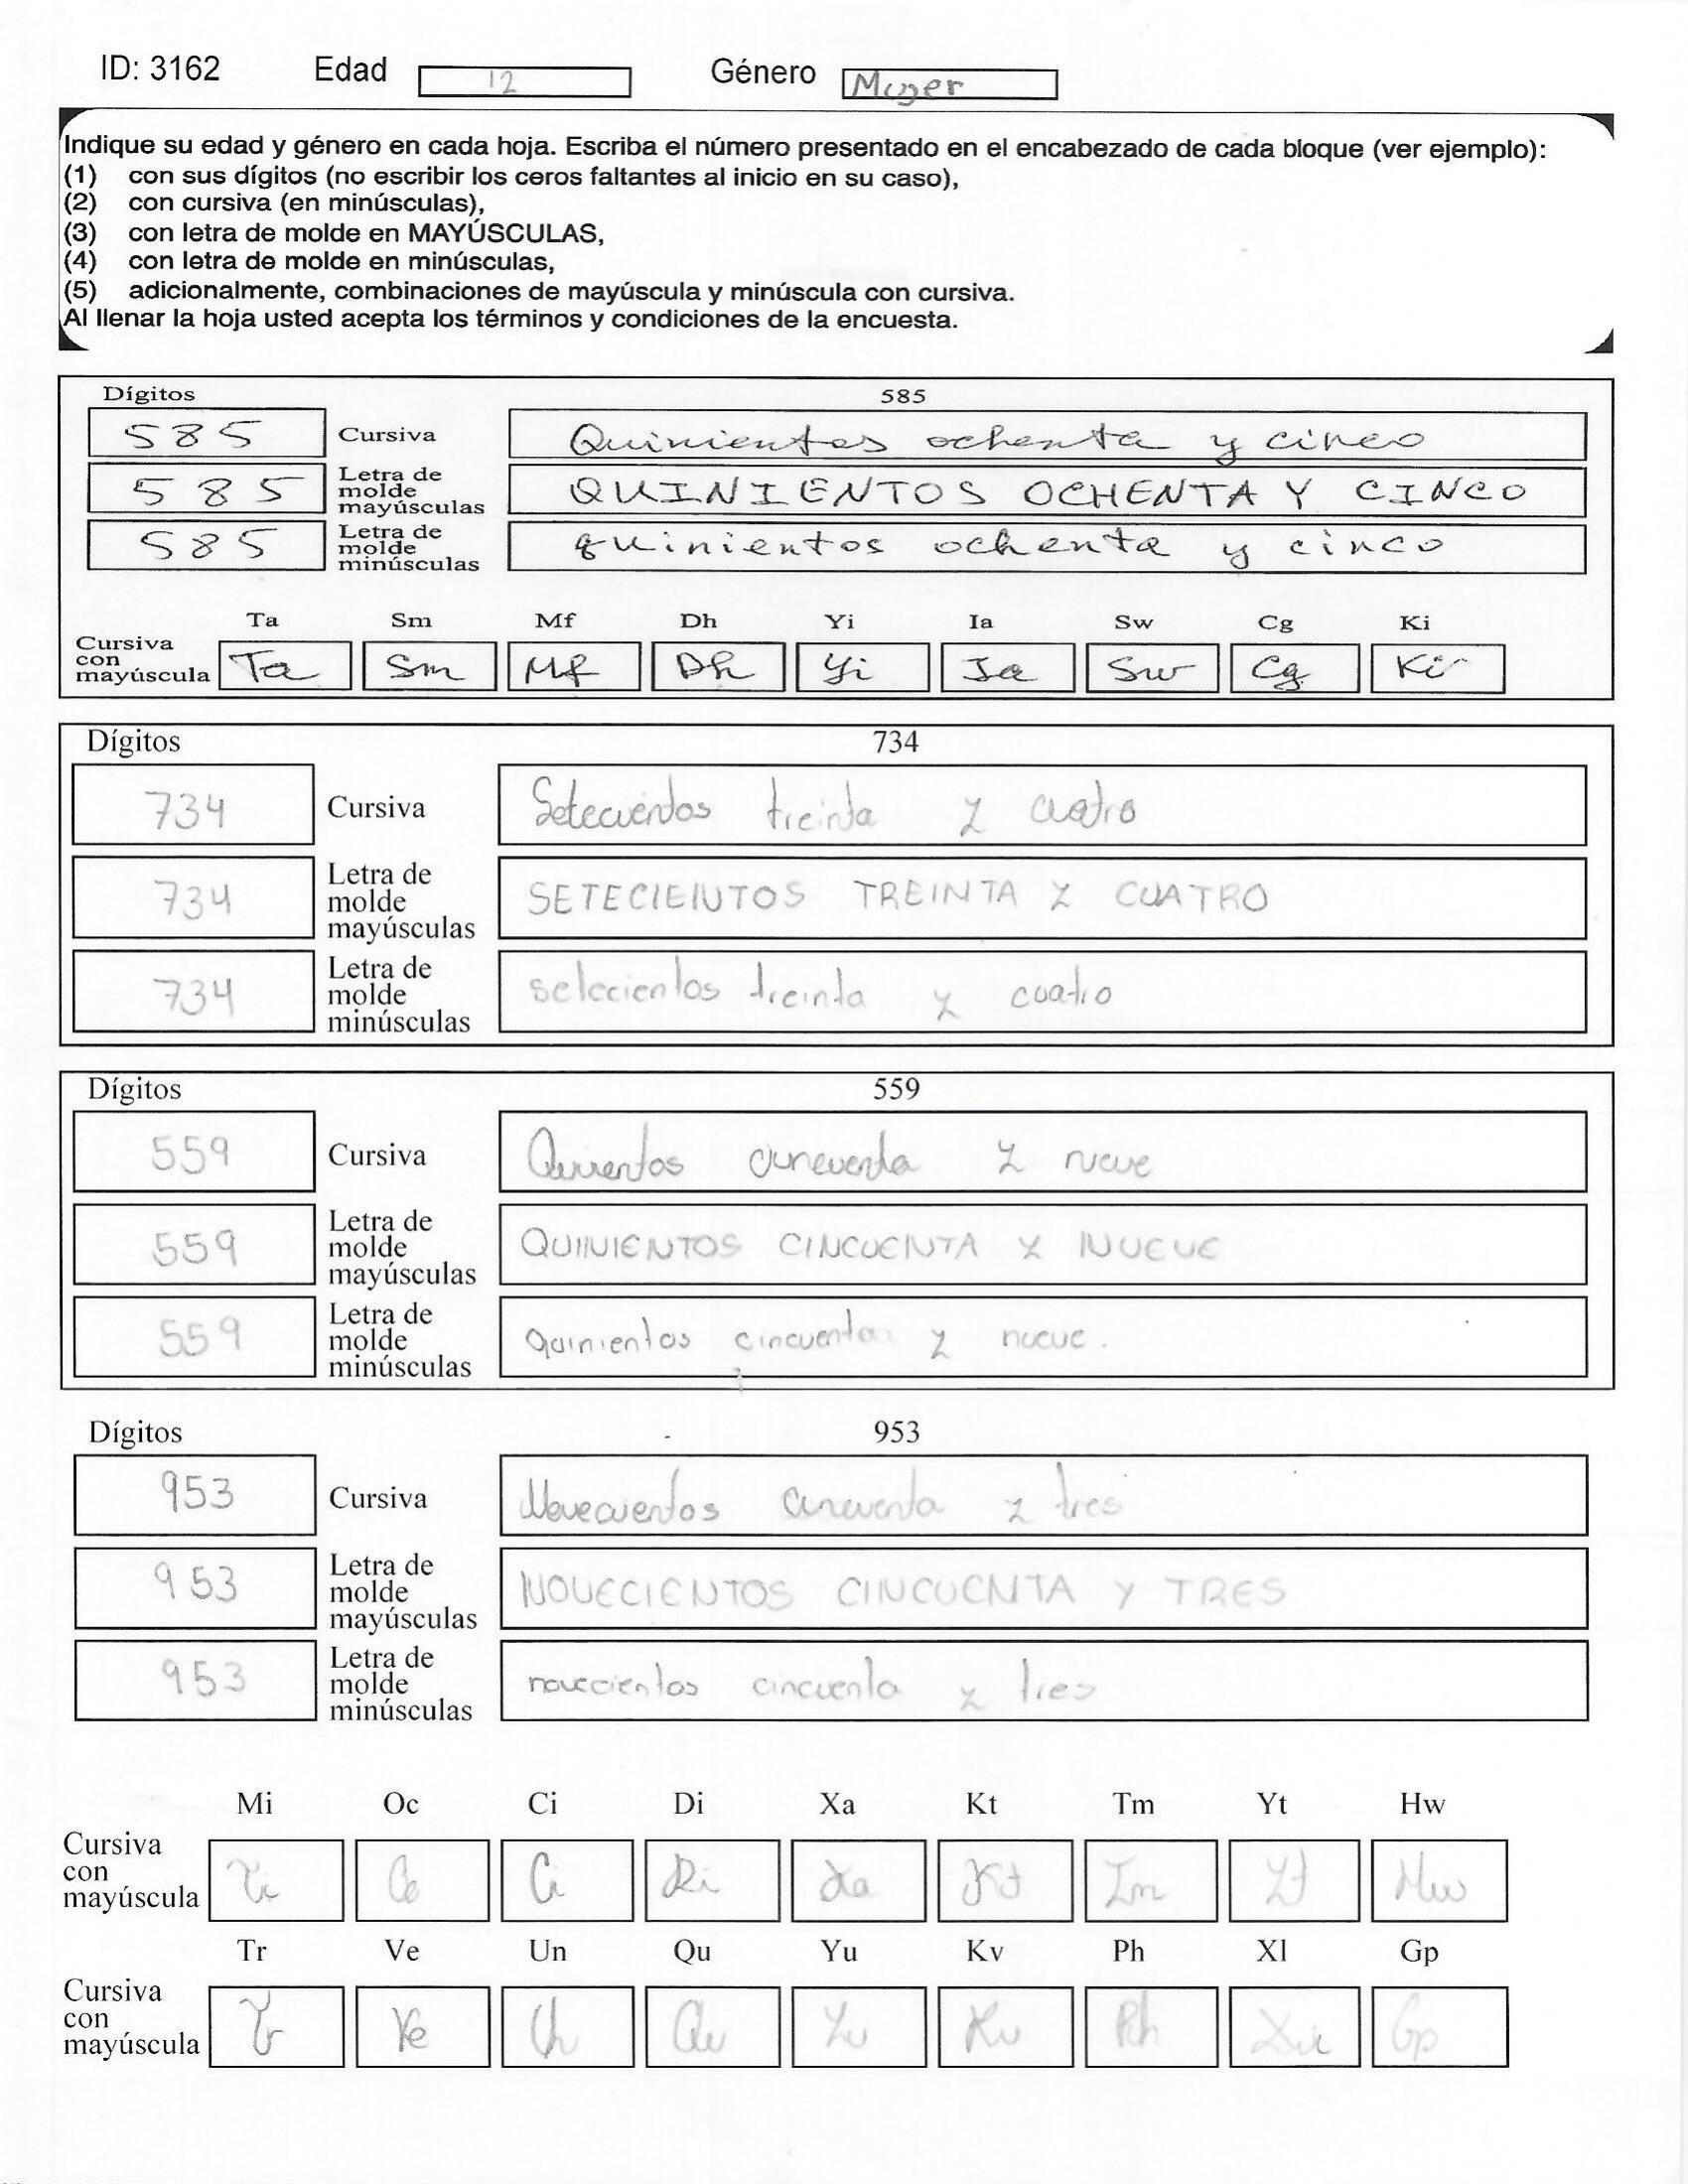 ID: 3162 Edad 12 Género Mujer
Indique su edad y género en cada hoja. Escriba el número presentado en el encabezado de cada bloque (ver ejemplo):
(1) con sus dígitos (no escribir los ceros faltantes al inicio en su caso),
(2) con cursiva (en minúsculas),
(3) con letra de molde en MAYÚSCULAS,
(4) con letra de molde en minúsculas,
(5) adicionalmente, combinaciones de mayúscula y minúscula con cursiva.
Al llenar la hoja usted acepta los términos y condiciones de la encuesta.
Dígitos 585
585 Cursiva Quinientos ochenta y cinco
585 Letra de molde mayúsculas QUINIENTOS OCHENTA Y CINCO
585 Letra de molde minúsculas quinientos ochenta y cinco
Ta Sm Mf Dh Yi Ia Sw Cg Ki
Cursiva con mayúscula Ta Sm Mf Dh Yi Ia Sw Cg Ki
Dígitos 734
734 Cursiva Setecientos treinta y cuatro
734 Letra de molde mayúsculas SETECIENTOS TREINTA Y CUATRO
734 Letra de molde minúsculas setecientos treinta y cuatro
Dígitos 559
559 Cursiva Quinientos cincuenta y nueve
559 Letra de molde mayúsculas QUINIENTOS CINCUENTA Y NUEVE
559 Letra de molde minúsculas quinientos cincuenta y nueve.
Dígitos 953
953 Cursiva Novecientos cincuenta y tres
953 Letra de molde mayúsculas NOVECIENTOS CINCUENTA Y TRES
953 Letra de molde minúsculas novecientos cincuenta y tres
Mi Oc Ci Di Xa Kt Tm Yt Hw
Cursiva con mayúscula Ci Di Xa Kt Tm Yt Hw
Tr Ve Un Qu Yu Kv Ph Xl Gp
Cursiva con mayúscula Tr Ve Un Qu Yu Kv Ph Gp